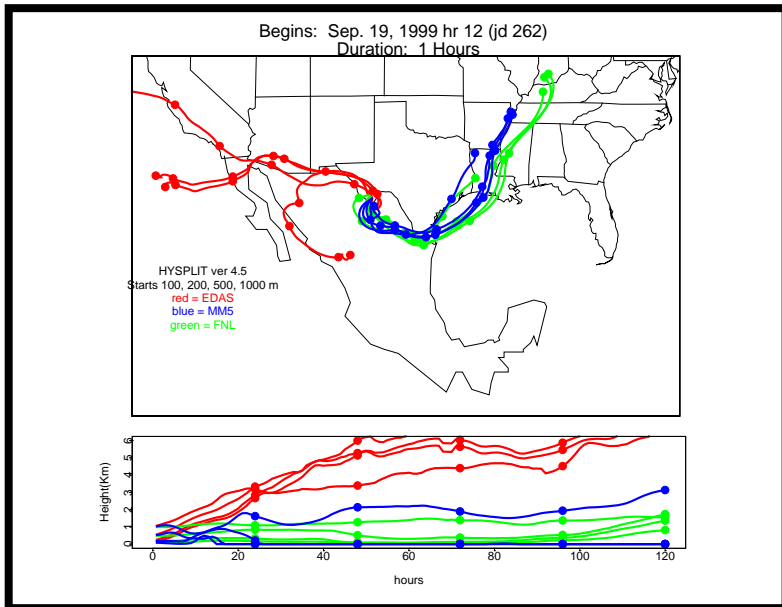 Begins:  Sep. 19, 1999 hr 12 (jd 262)
Duration:  1 Hours
HYSPLIT ver 4.5
Starts 100, 200, 500, 1000 m
red = EDAS
blue = MM5
green = FNL
Height(Km)
6
5
4
3
2
1
0
0 20 40 60 80 100 120
hours